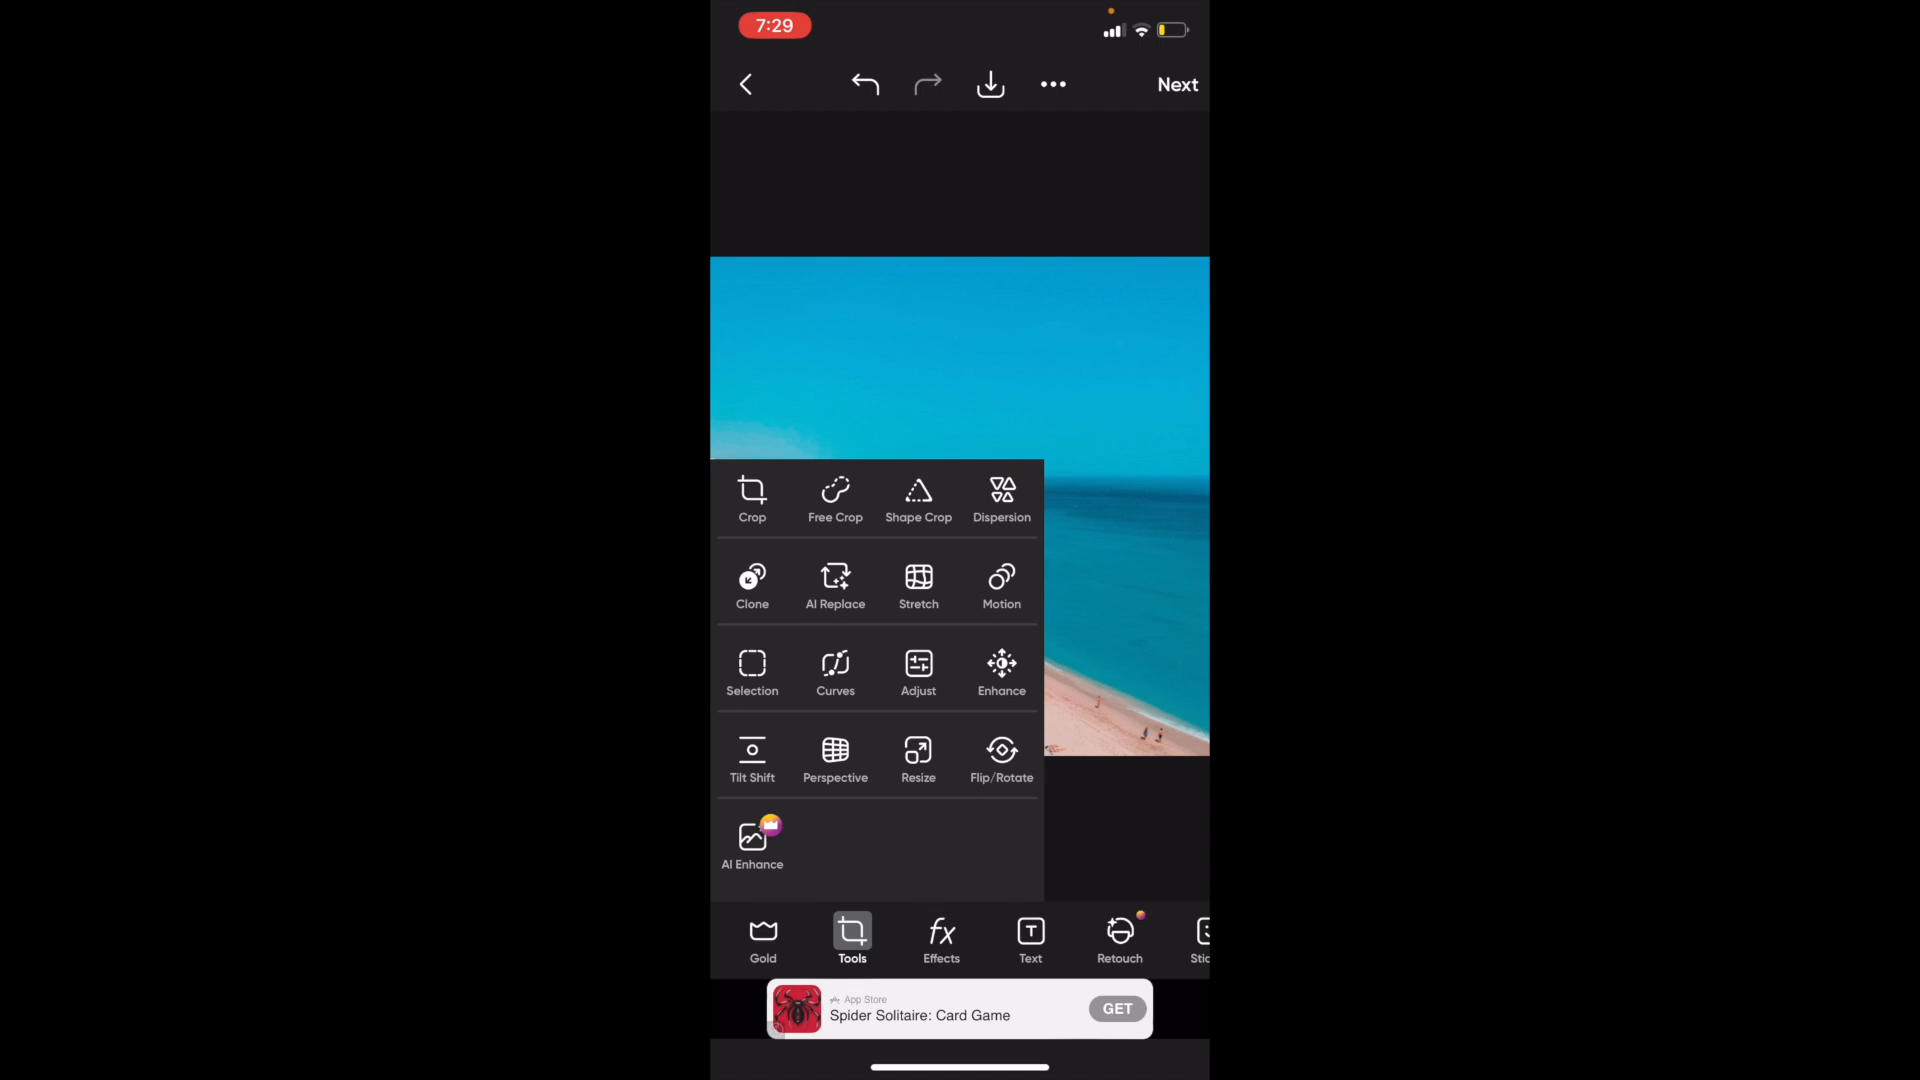 7:29
Next
Crop Free Crop Shape Crop Dispersion
Clone AI Replace Stretch Motion
Selection Curves Adjust Enhance
Tilt Shift Perspective Resize Flip/Rotate
AI Enhance
Gold Tools fx Effects T Text Retouch Stic
App Store
Spider Solitaire: Card Game
GET